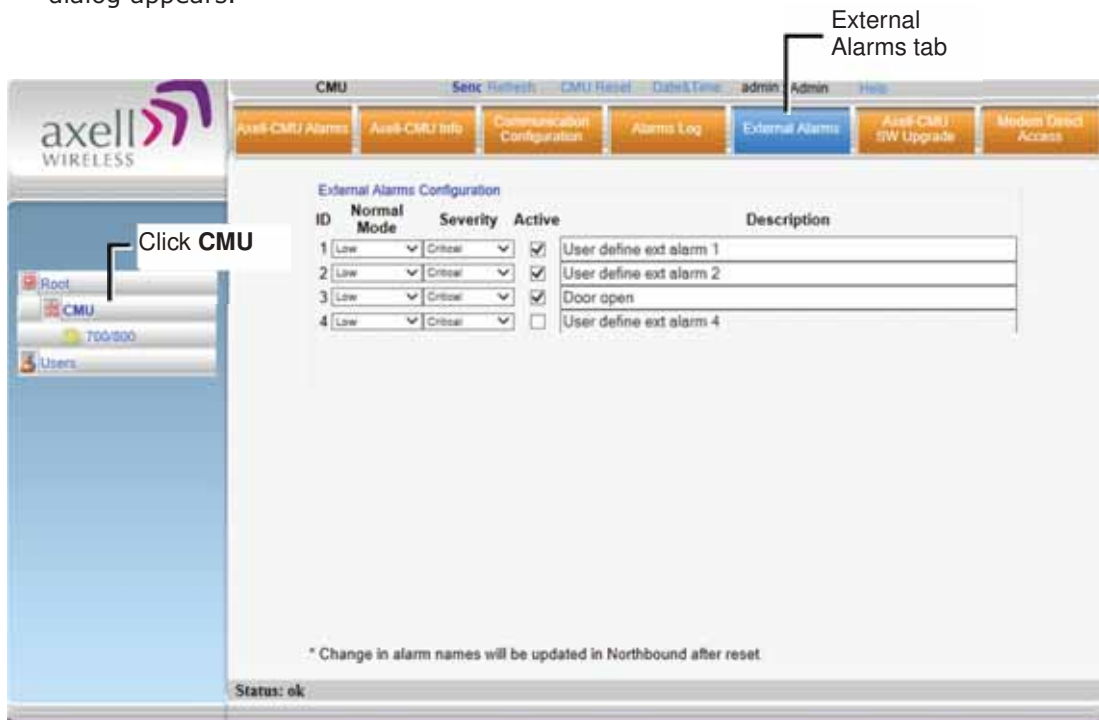 dialog appears.
External
Alarms tab
axell
WIRELESS
CMU Send Refresh CMU Reset Date&Time admin : Admin Help
Axell-CMU Alarms Axell-CMU Info Communication Configuration Alarms Log External Alarms Axell-CMU SW Upgrade Modem Direct Access
Click CMU
Root
CMU
700/800
Users
External Alarms Configuration
ID Normal Mode Severity Active Description
1 Low Critical User define ext alarm 1
2 Low Critical User define ext alarm 2
3 Low Critical Door open
4 Low Critical User define ext alarm 4
* Change in alarm names will be updated in Northbound after reset
Status: ok